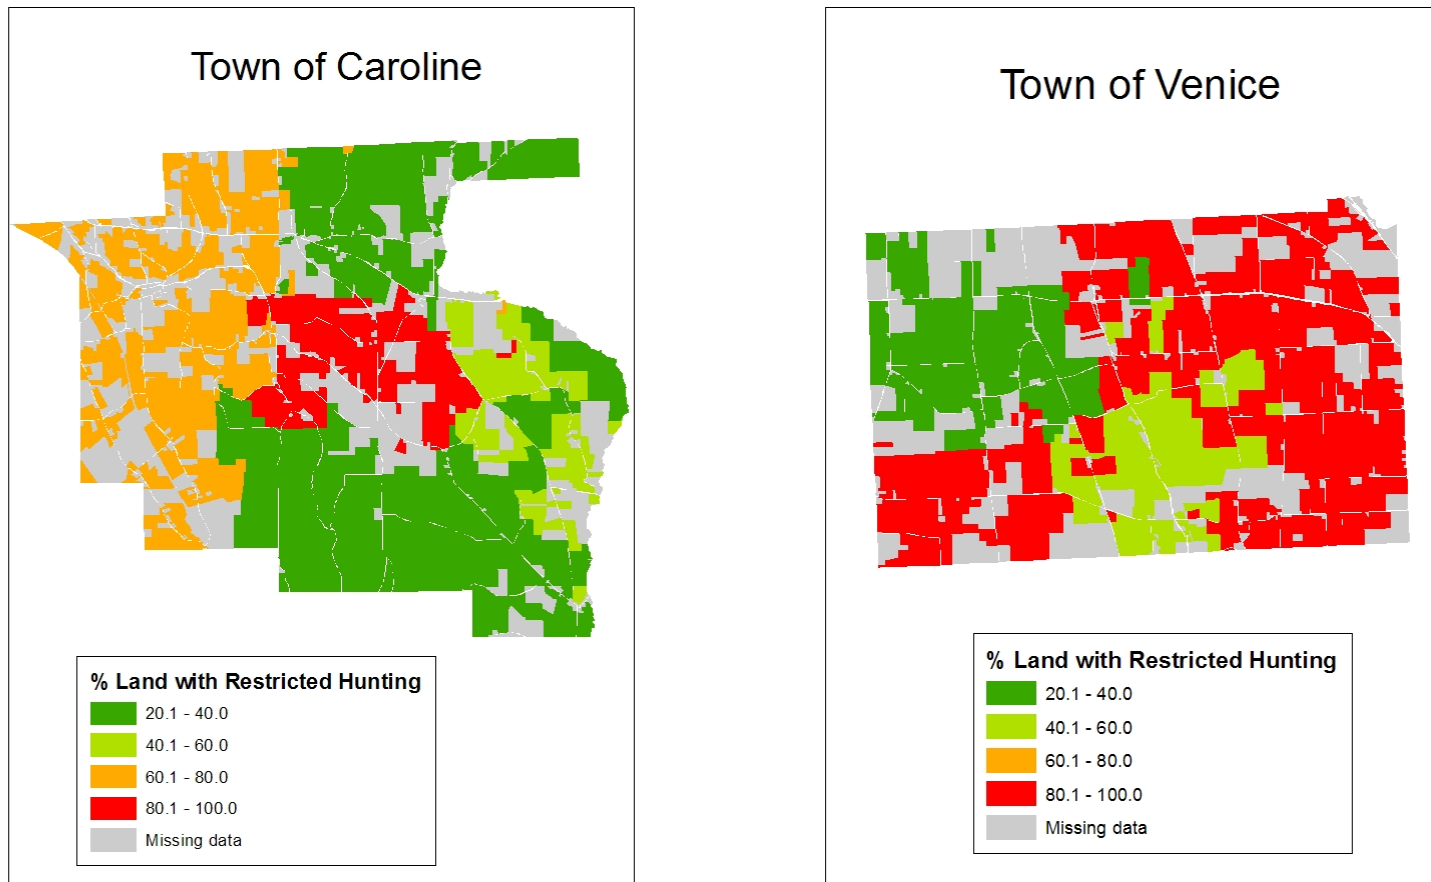 Town of Caroline
% Land with Restricted Hunting
20.1 - 40.0
40.1 - 60.0
60.1 - 80.0
80.1 - 100.0
Missing data
Town of Venice
% Land with Restricted Hunting
20.1 - 40.0
40.1 - 60.0
60.1 - 80.0
80.1 - 100.0
Missing data